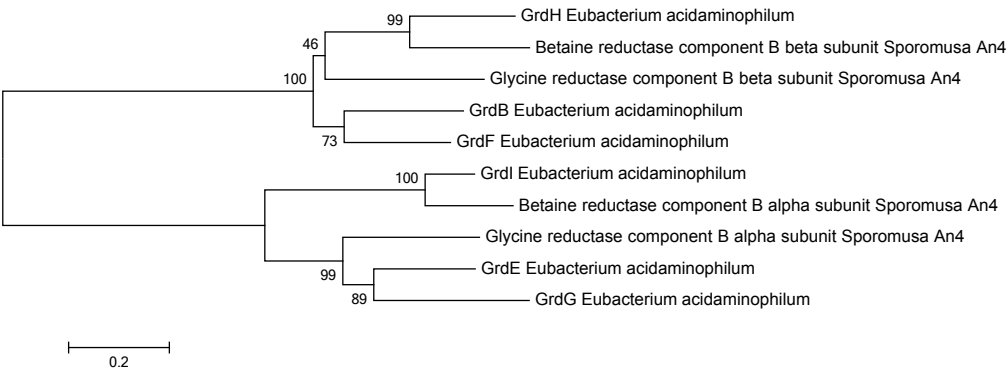 GrdH Eubacterium acidaminophilum
99
Betaine reductase component B beta subunit Sporomusa An4
46
Glycine reductase component B beta subunit Sporomusa An4
100
GrdB Eubacterium acidaminophilum
73
GrdF Eubacterium acidaminophilum
GrdI Eubacterium acidaminophilum
100
Betaine reductase component B alpha subunit Sporomusa An4
Glycine reductase component B alpha subunit Sporomusa An4
99
GrdE Eubacterium acidaminophilum
89
GrdG Eubacterium acidaminophilum
0.2